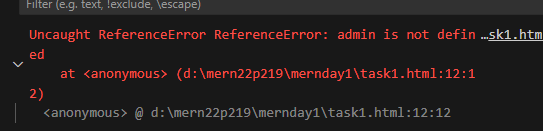 Filter (e.g. text, !exclude, \escape)
Uncaught ReferenceError ReferenceError: admin is not defin …sk1.htm
ed
at <anonymous> (d:\mern22p219\mernday1\task1.html:12:1
2)
<anonymous> @ d:\mern22p219\mernday1\task1.html:12:12